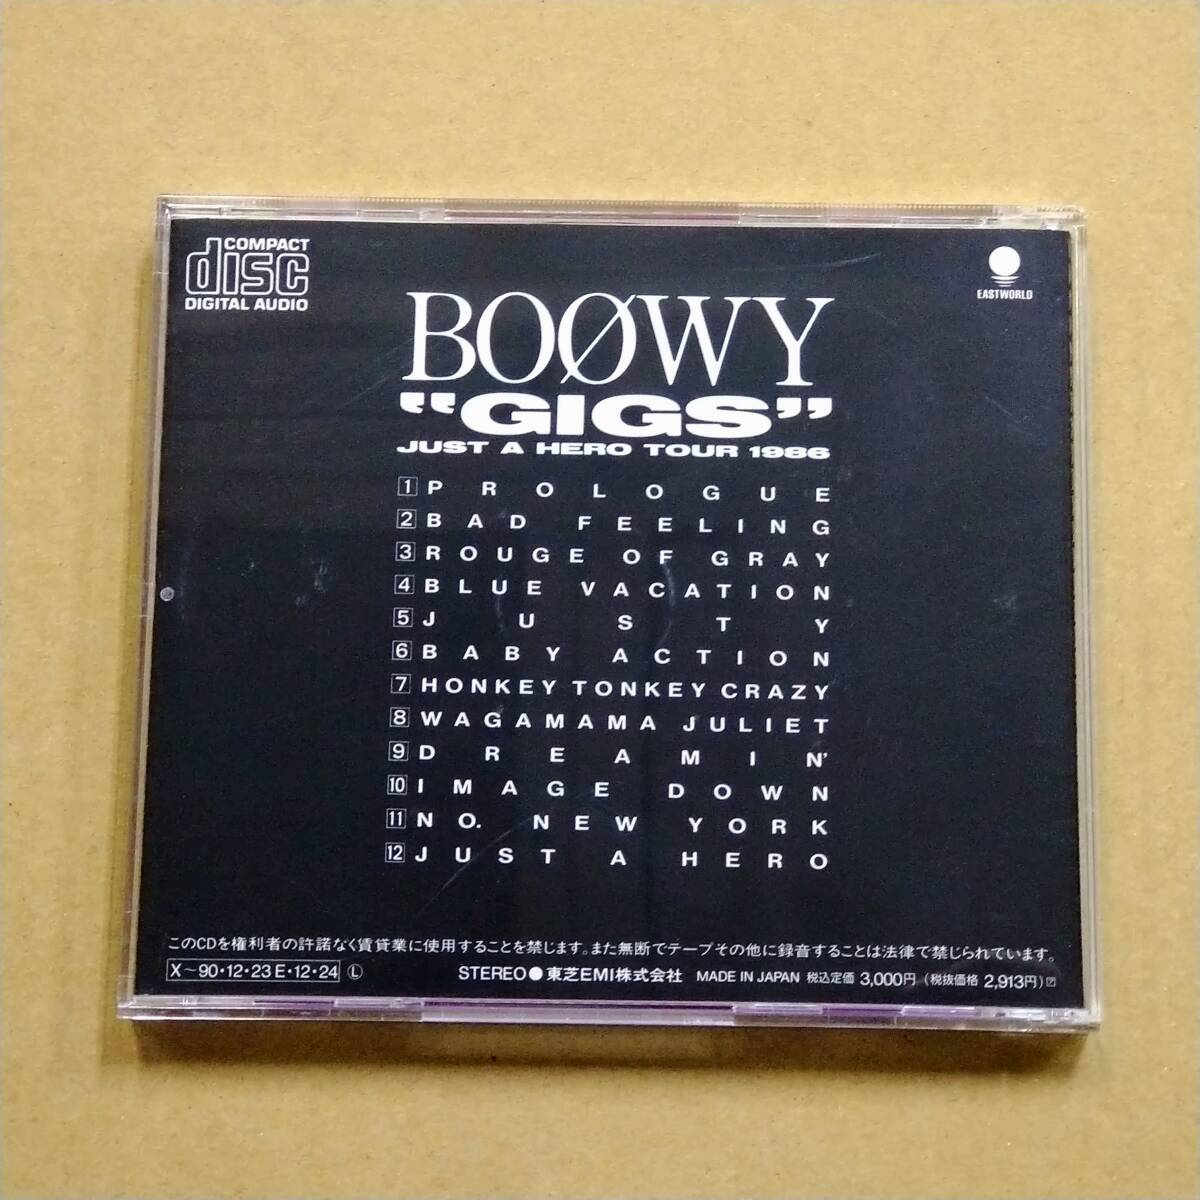 COMPACT
disc
DIGITAL AUDIO
EASTWORLD
BOØWY
“GIGS”
JUST A HERO TOUR 1986
1 PROLOGUE
2 BAD FEELING
3 ROUGE OF GRAY
4 BLUE VACATION
5 JUSTY
6 BABY ACTION
7 HONKEY TONKEY CRAZY
8 WAGAMAMA JULIET
9 DREAMIN'
10 IMAGE DOWN
11 NO. NEW YORK
12 JUST A HERO
このCDを権利者の許諾なく賃貸業に使用することを禁じます。また無断でテープその他に録音することは法律で禁じられています。
X〜90・12・23 E・12・24 Ⓛ STEREO●東芝EMI株式会社 MADE IN JAPAN 税込定価 3,000円 (税抜価格 2,913円)